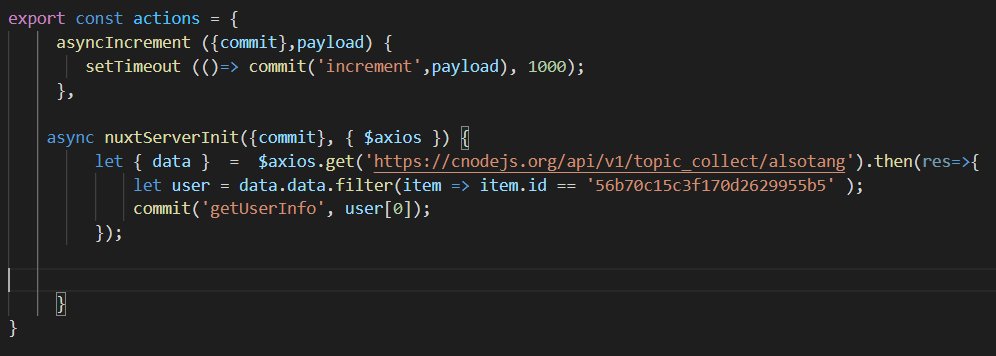 export const actions = {
asyncIncrement ({commit},payload) {
setTimeout (()=> commit('increment',payload), 1000);
},
async nuxtServerInit({commit}, { $axios }) {
let { data }  =  $axios.get('https://cnodejs.org/api/v1/topic_collect/alsotang').then(res=>{
let user = data.data.filter(item => item.id == '56b70c15c3f170d2629955b5' );
commit('getUserInfo', user[0]);
});
}
}